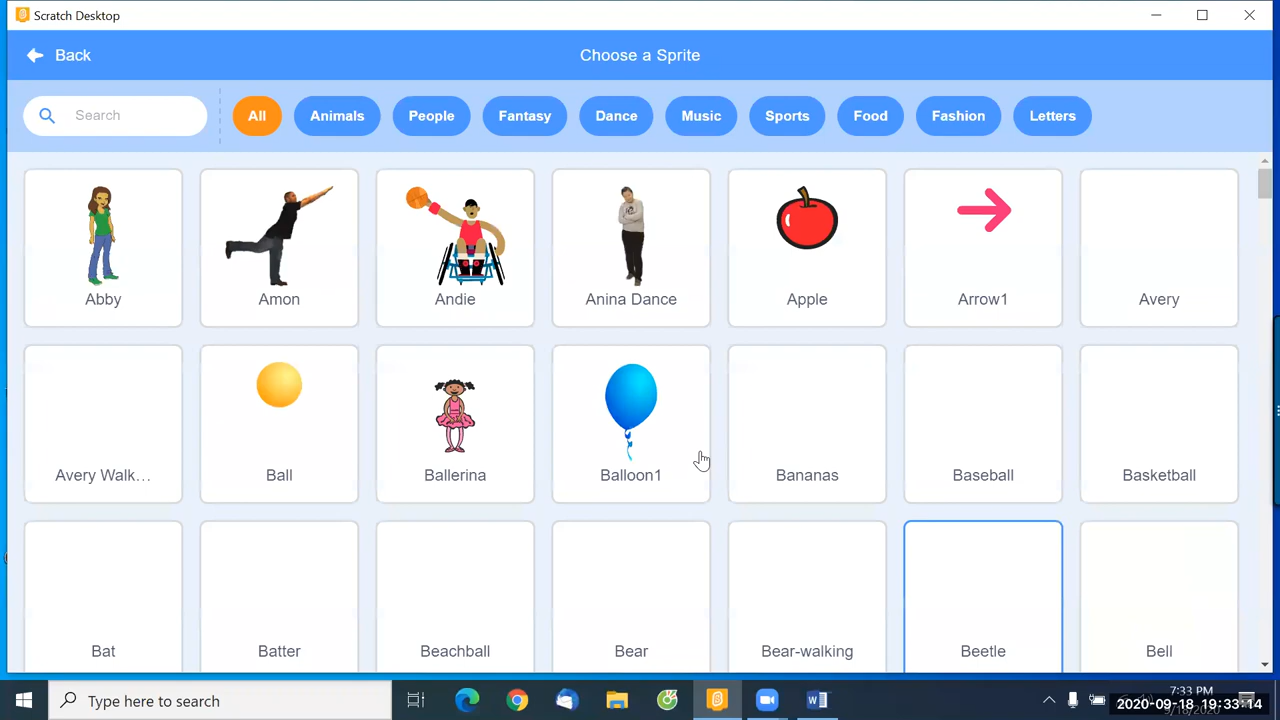 Scratch Desktop
Back
Choose a Sprite
Search
All
Animals
People
Fantasy
Dance
Music
Sports
Food
Fashion
Letters
Abby
Amon
Andie
Anina Dance
Apple
Arrow1
Avery
Avery Walk...
Ball
Ballerina
Balloon1
Bananas
Baseball
Basketball
Bat
Batter
Beachball
Bear
Bear-walking
Beetle
Bell
Type here to search
7:33 PM
2020-09-18 19:33:14